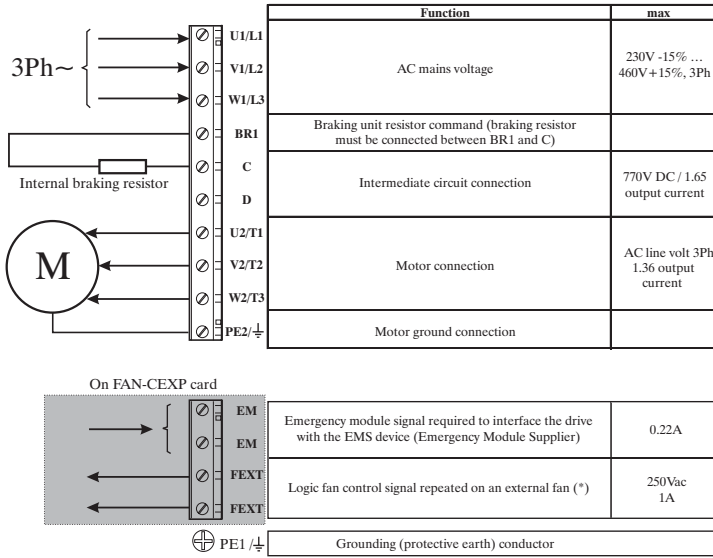 Function max
U1/L1
3Ph~
V1/L2
W1/L3
AC mains voltage
230V -15% ...
460V+15%, 3Ph
BR1
Braking unit resistor command (braking resistor
must be connected between BR1 and C)
Internal braking resistor
C
D
Intermediate circuit connection
770V DC / 1.65
output current
M
U2/T1
V2/T2
W2/T3
Motor connection
AC line volt 3Ph
1.36 output
current
PE2/⏚
Motor ground connection
On FAN-CEXP card
EM
EM
Emergency module signal required to interface the drive
with the EMS device (Emergency Module Supplier)
0.22A
FEXT
FEXT
Logic fan control signal repeated on an external fan (*)
250Vac
1A
PE1 /⏚
Grounding (protective earth) conductor